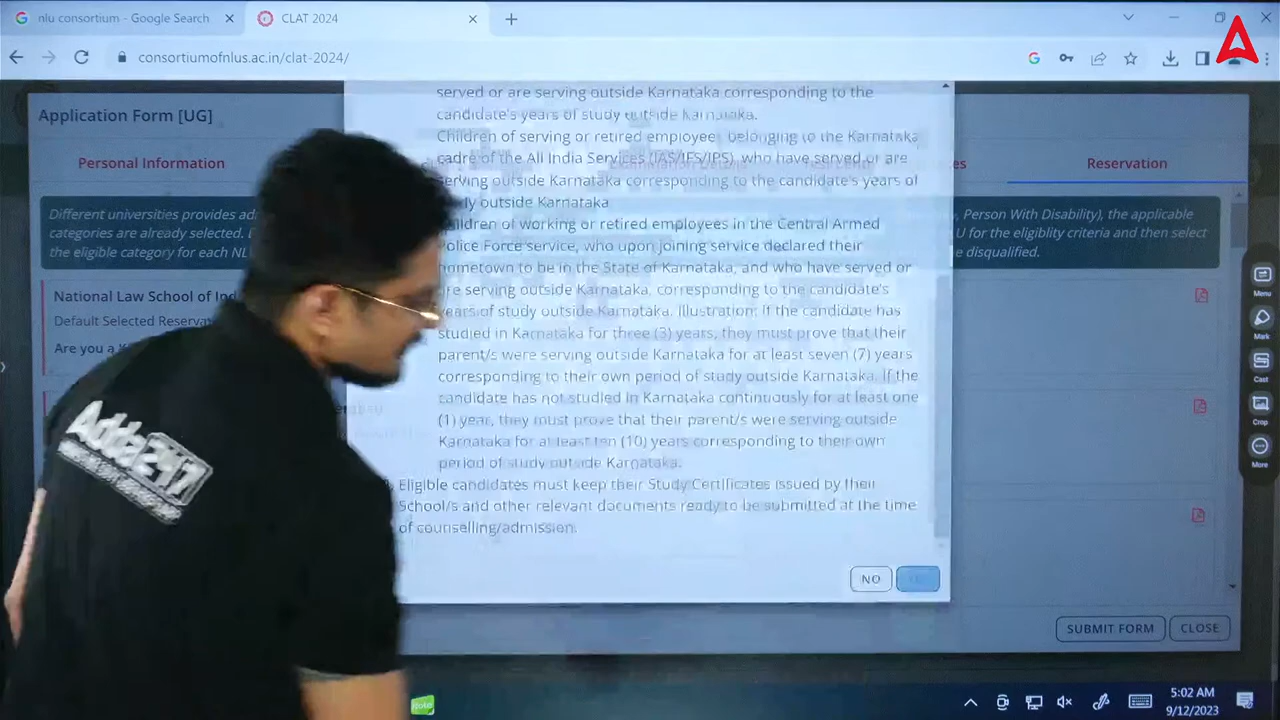 nlu consortium - Google Search
CLAT 2024
consortiumofnlus.ac.in/clat-2024/
Application Form [UG]
Personal Information
Reservation
served or are serving outside Karnataka corresponding to the
candidate's years of study outside Karnataka.
Children of serving or retired employee, belonging to the Karnataka
cadre of the All India Services (IAS/IFS/IPS), who have served or are
serving outside Karnataka corresponding to the candidate's years of
outside Karnataka.
Children of working or retired employees in the Central Armed
Police Force service, who upon joining service declared their
hometown to be in the State of Karnataka, and who have served or
are serving outside Karnataka, corresponding to the candidate's
years of study outside Karnataka. Illustration: If the candidate has
studied in Karnataka for three (3) years, they must prove that their
parent/s were serving outside Karnataka for at least seven (7) years
corresponding to their own period of study outside Karnataka. If the
candidate has not studied in Karnataka continuously for at least one
(1) year, they must prove that their parent/s were serving outside
Karnataka for at least ten (10) years corresponding to their own
period of study outside Karnataka.
Eligible candidates must keep their Study Certificates issued by their
School/s and other relevant documents ready to be submitted at the time
of counselling/admission.
NO
Different universities provides
categories are already selected.
the eligible category for each
, Person With Disability), the applicable
U for the eligiblity criteria and then select
e disqualified.
National Law School of
Default Selected
Are you a
SUBMIT FORM
CLOSE
Menu
Mark
Cast
Crop
More
Adda247
5:02 AM
9/12/2023